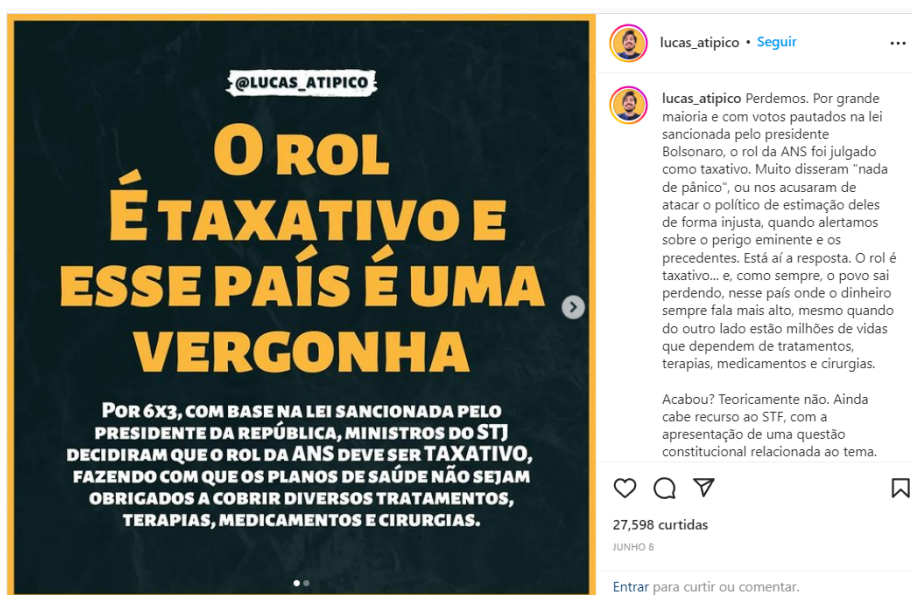 @LUCAS_ATIPICO
O ROL
É TAXATIVO E
ESSE PAÍS É UMA
VERGONHA
POR 6X3, COM BASE NA LEI SANCIONADA PELO
PRESIDENTE DA REPÚBLICA, MINISTROS DO STJ
DECIDIRAM QUE O ROL DA ANS DEVE SER TAXATIVO,
FAZENDO COM QUE OS PLANOS DE SAÚDE NÃO SEJAM
OBRIGADOS A COBRIR DIVERSOS TRATAMENTOS,
TERAPIAS, MEDICAMENTOS E CIRURGIAS.
lucas_atipico • Seguir
lucas_atipico Perdemos. Por grande
maioria e com votos pautados na lei
sancionada pelo presidente
Bolsonaro, o rol da ANS foi julgado
como taxativo. Muito disseram "nada
de pânico", ou nos acusaram de
atacar o político de estimação deles
de forma injusta, quando alertamos
sobre o perigo eminente e os
precedentes. Está aí a resposta. O rol é
taxativo... e, como sempre, o povo sai
perdendo, nesse país onde o dinheiro
sempre fala mais alto, mesmo quando
do outro lado estão milhões de vidas
que dependem de tratamentos,
terapias, medicamentos e cirurgias.
Acabou? Teoricamente não. Ainda
cabe recurso ao STF, com a
apresentação de uma questão
constitucional relacionada ao tema.
27,598 curtidas
JUNHO 8
Entrar para curtir ou comentar.